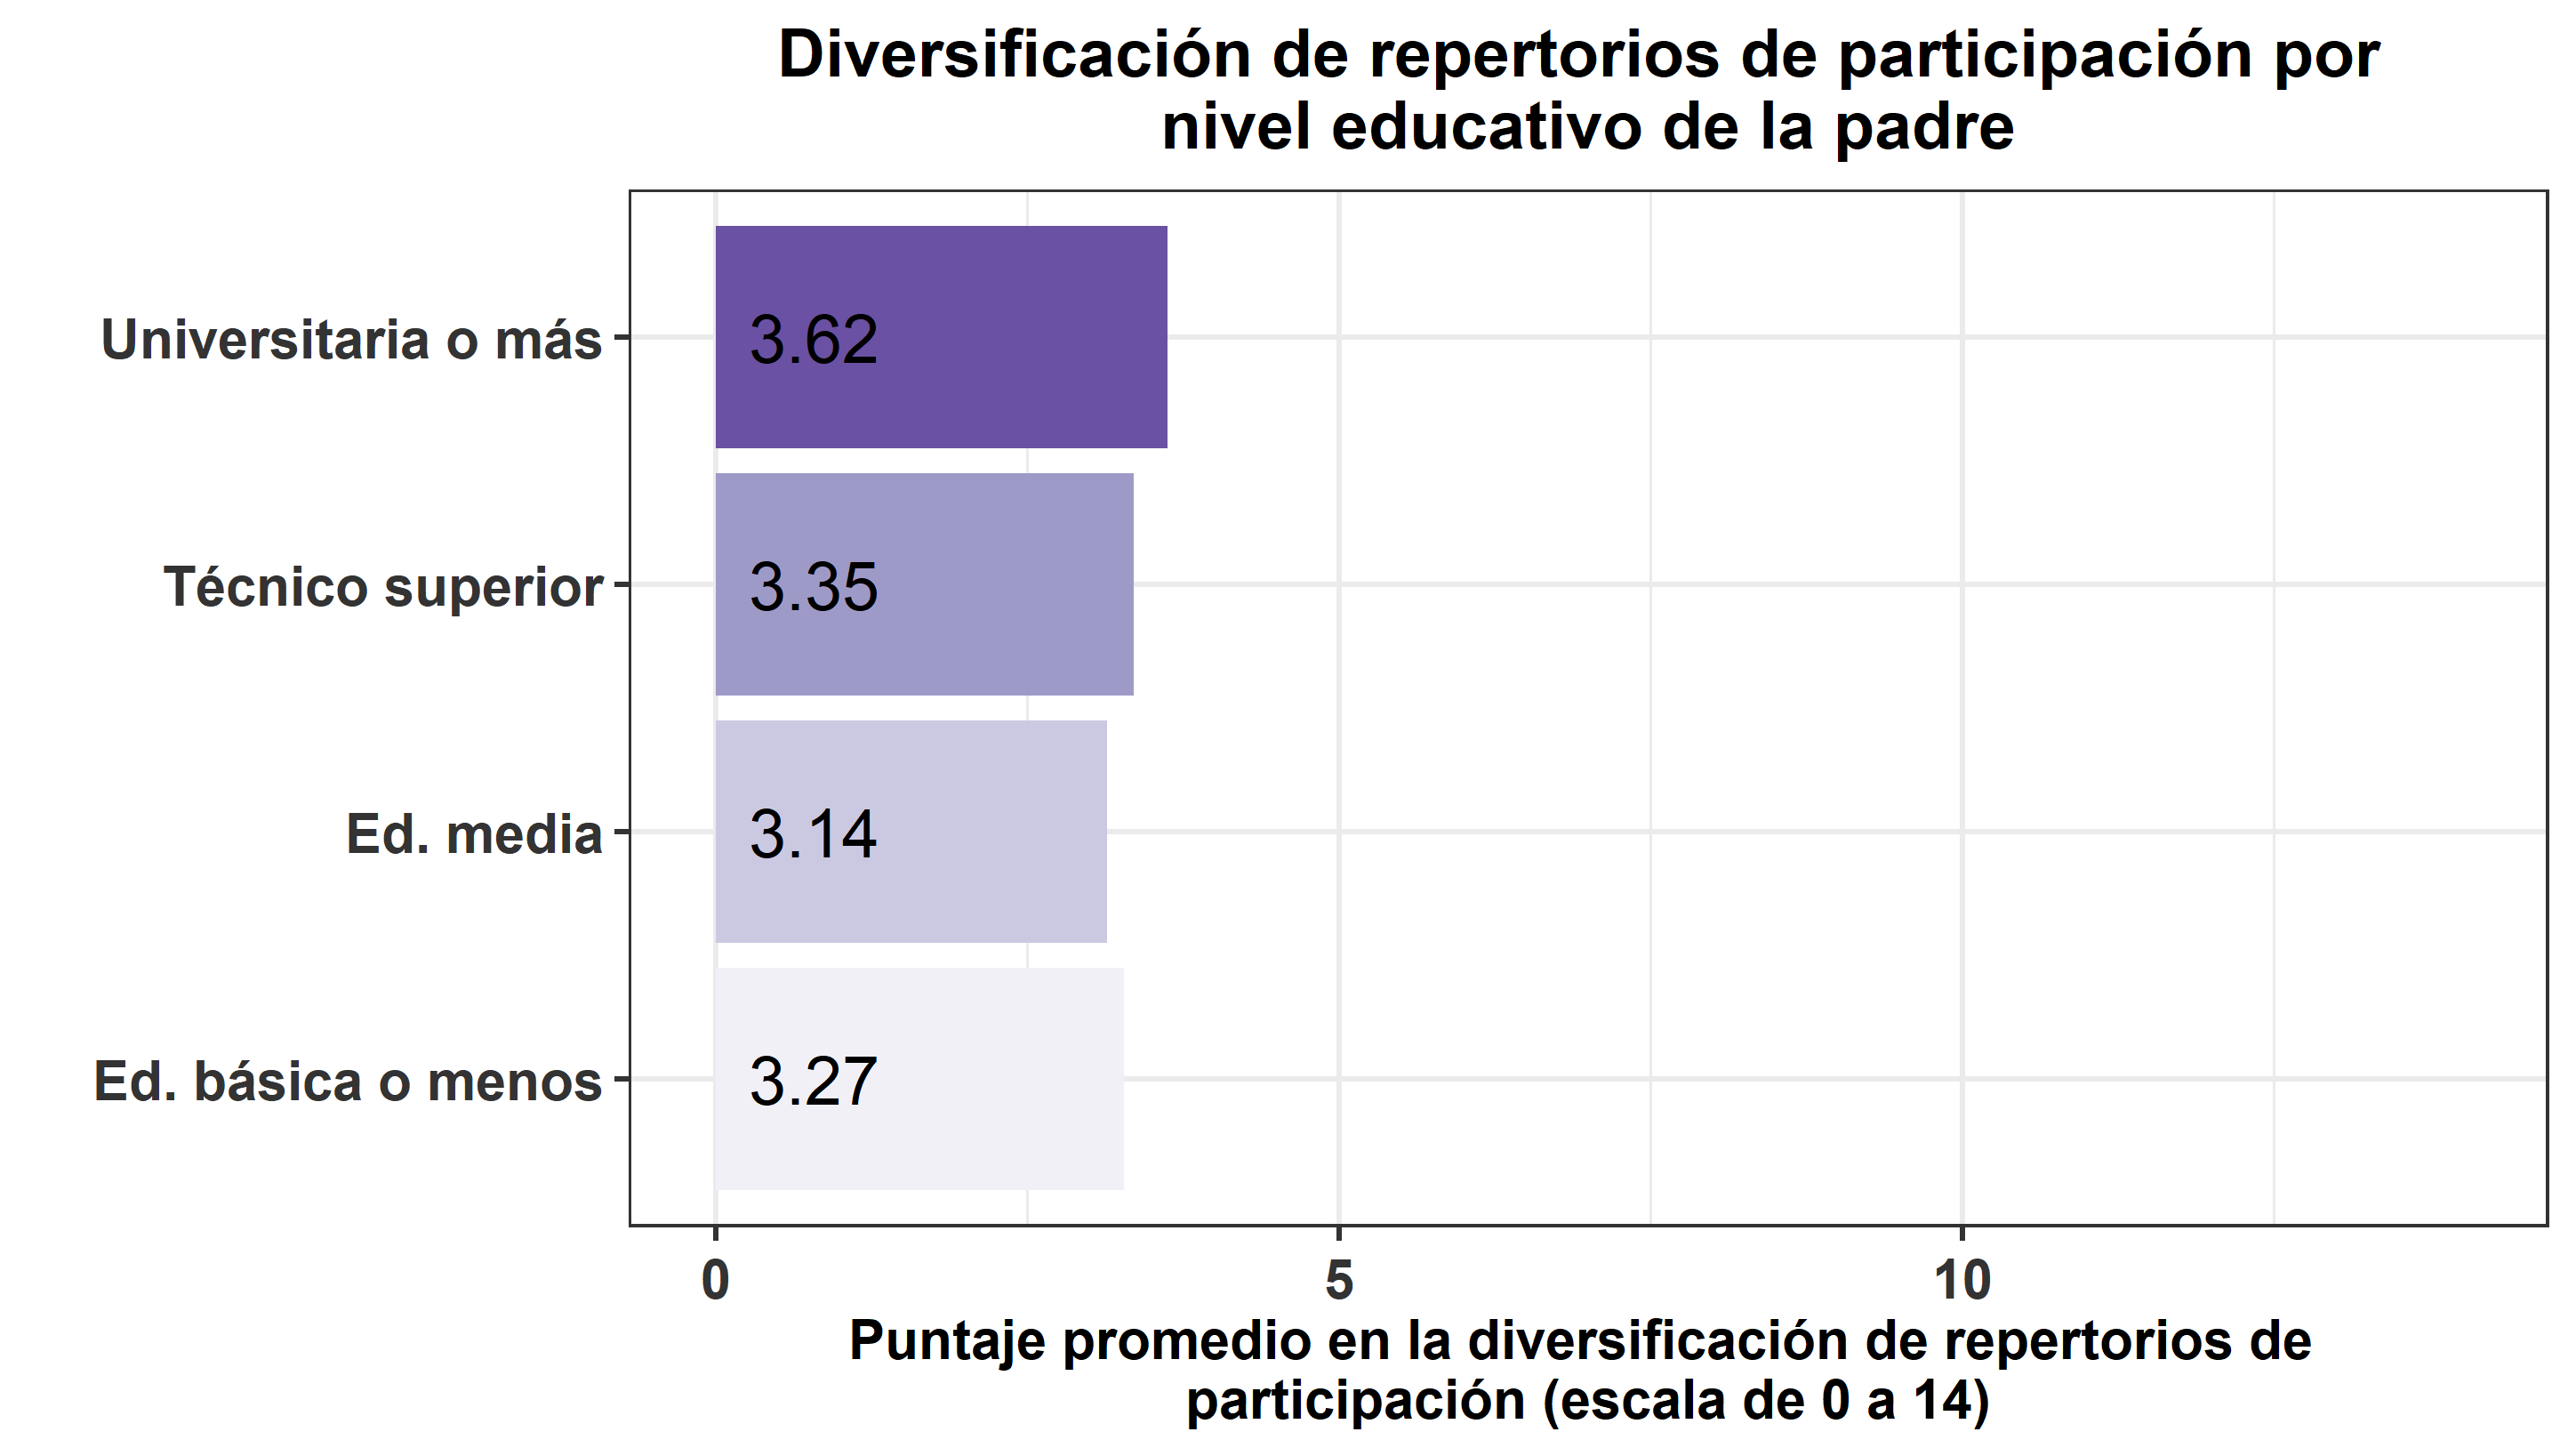 Diversificación de repertorios de participación por
nivel educativo de la padre
Universitaria o más
3.62
Técnico superior
3.35
Ed. media
3.14
Ed. básica o menos
3.27
0 5 10
Puntaje promedio en la diversificación de repertorios de
participación (escala de 0 a 14)